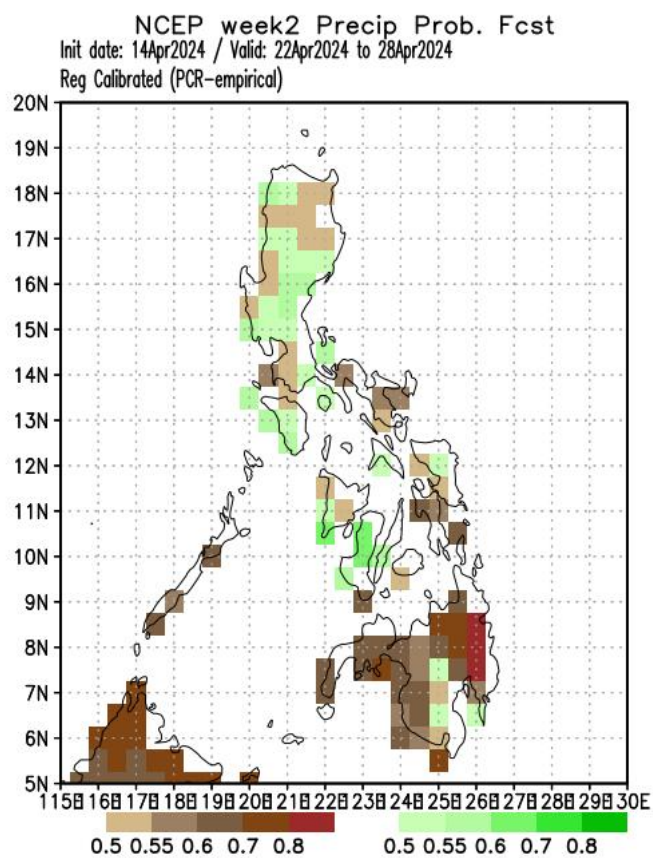 NCEP week2 Precip Prob. Fcst
Init date: 14Apr2024 / Valid: 22Apr2024 to 28Apr2024
Reg Calibrated (PCR-empirical)
20N
19N
18N
17N
16N
15N
14N
13N
12N
11N
10N
9N
8N
7N
6N
5N
115E 116E 117E 118E 119E 120E 121E 122E 123E 124E 125E 126E 127E 128E 129E 130E
0.5 0.55 0.6 0.7 0.8 0.5 0.55 0.6 0.7 0.8